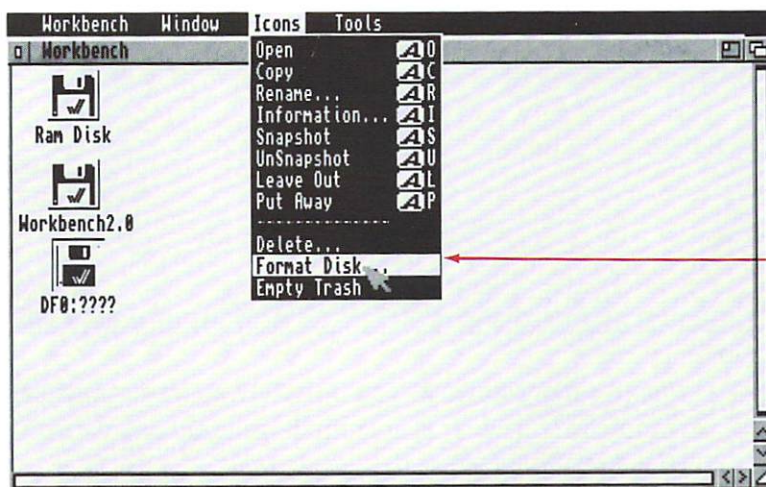 Workbench Window Icons Tools
Workbench
Open A O
Copy A C
Rename... A R
Information... A I
Snapshot A S
UnSnapshot A U
Leave Out A L
Put Away A P
Delete...
Format Disk...
Empty Trash
Ram Disk
Workbench2.0
DF0:????